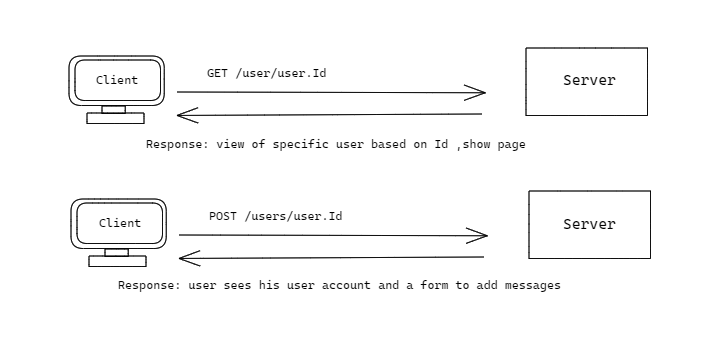 GET /user/user.Id
Client
Server
Response: view of specific user based on Id ,show page
POST /users/user.Id
Client
Server
Response: user sees his user account and a form to add messages